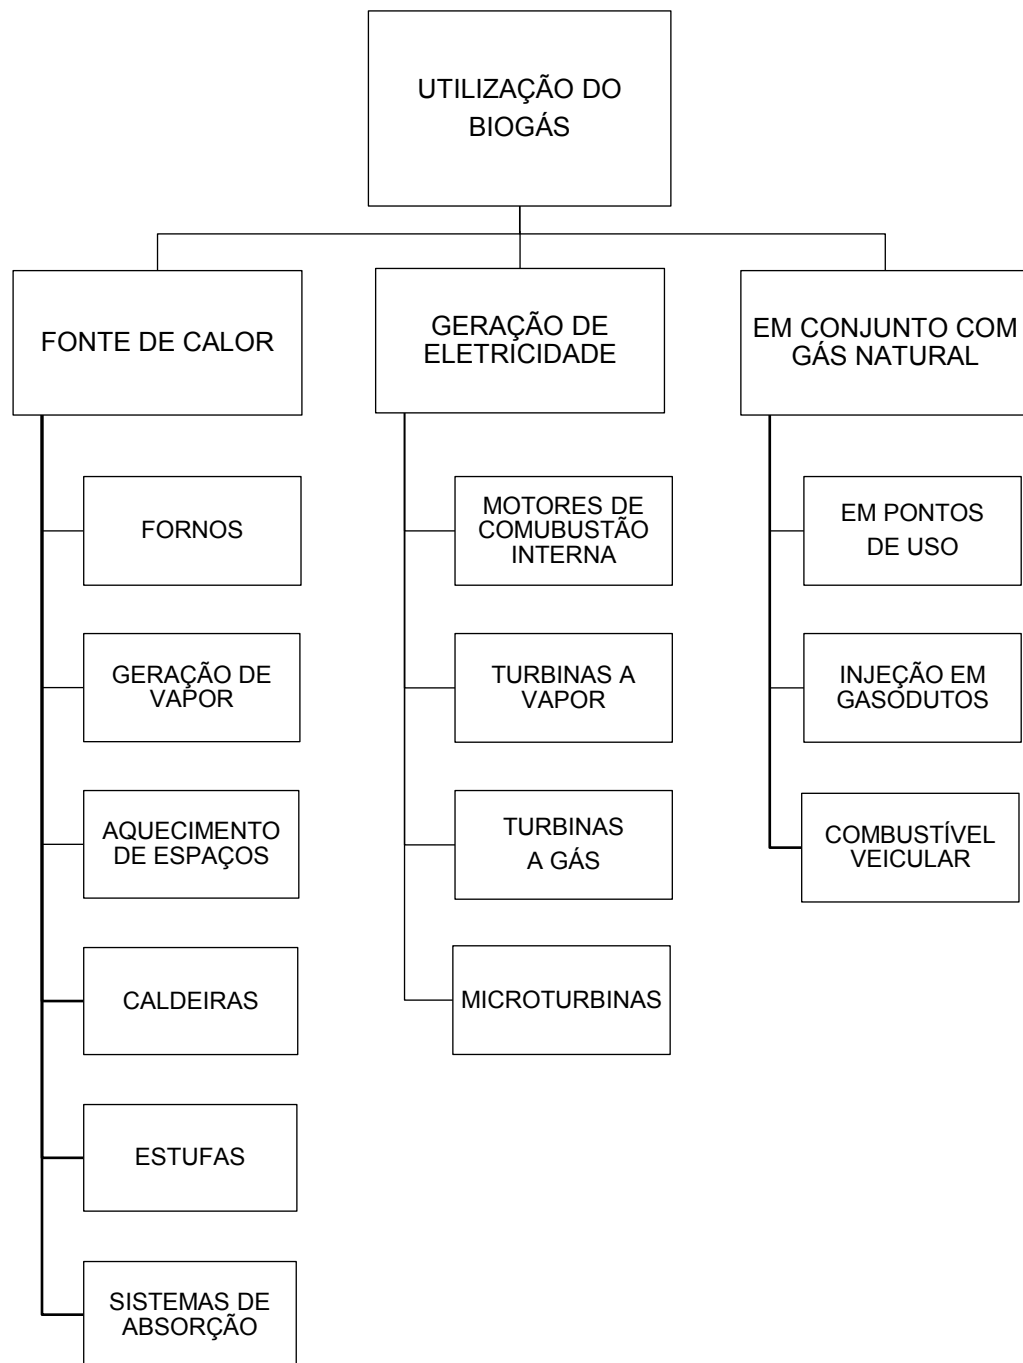 UTILIZAÇÃO DO
BIOGÁS
FONTE DE CALOR
GERAÇÃO DE
ELETRICIDADE
EM CONJUNTO COM
GÁS NATURAL
FORNOS
GERAÇÃO DE
VAPOR
AQUECIMENTO
DE ESPAÇOS
CALDEIRAS
ESTUFAS
SISTEMAS DE
ABSORÇÃO
MOTORES DE
COMUBUSTÃO
INTERNA
TURBINAS A
VAPOR
TURBINAS
A GÁS
MICROTURBINAS
EM PONTOS
DE USO
INJEÇÃO EM
GASODUTOS
COMBUSTÍVEL
VEICULAR